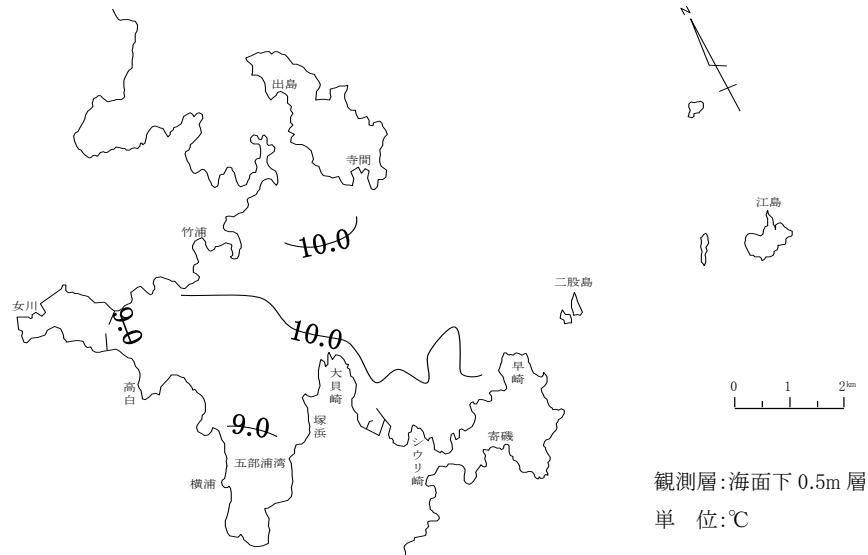 N
出島
寺間
江島
竹浦
10.0
二股島
女川
9.0
10.0
早崎
大貝崎
0 1 2km
高白
9.0
塚浜
寄磯
シウリ崎
五部浦湾
横浦
観測層:海面下 0.5m 層
単 位:℃